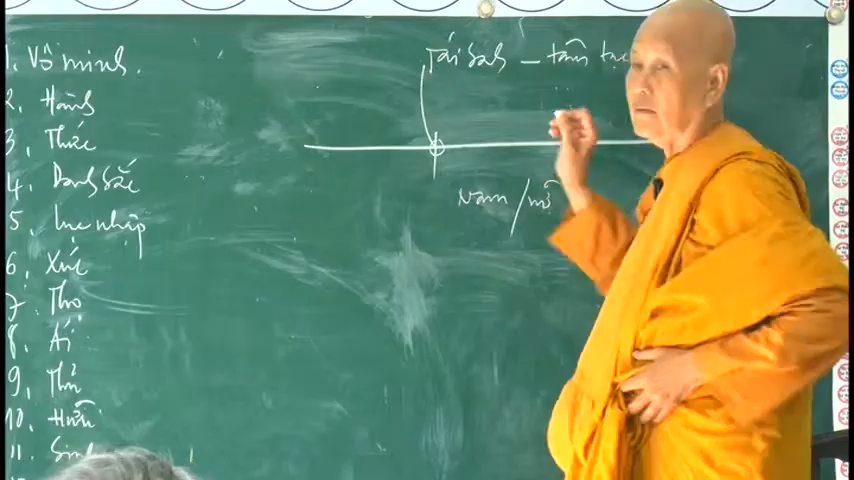 1. Vô minh.
2. Hành
3. Thức
4. Danh sắc
5. Lục nhập
6. Xúc
7. Thọ
8. Ái
9. Thủ
10. Hữu
11. Sinh
Tái sanh – tâm tục
Nam / nữ